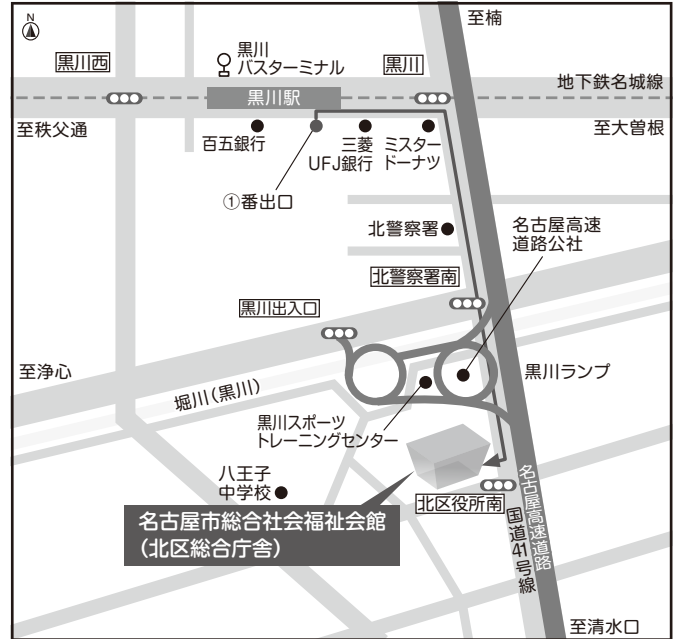 N
至楠
黒川西
黒川
バスターミナル
黒川
地下鉄名城線
黒川駅
至秩父通
百五銀行
三菱
UFJ銀行
ミスター
ドーナツ
至大曽根
①番出口
北警察署
名古屋高速
道路公社
北警察署南
黒川出入口
至浄心
堀川(黒川)
黒川ランプ
黒川スポーツ
トレーニングセンター
八王子
中学校
北区役所南
名古屋市総合社会福祉会館
(北区総合庁舎)
国道41号線
名古屋高速道路
至清水口